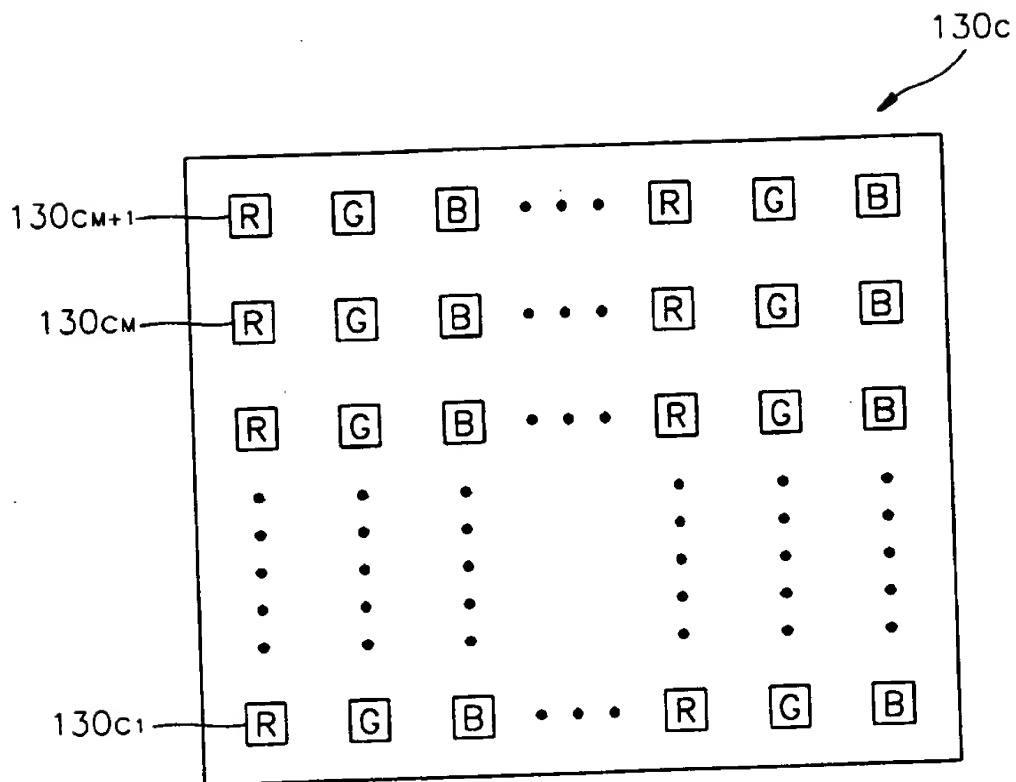 130C
130CM+1 R G B • • • R G B
130CM R G B • • • R G B
R G B • • • R G B
130C1 R G B • • • R G B